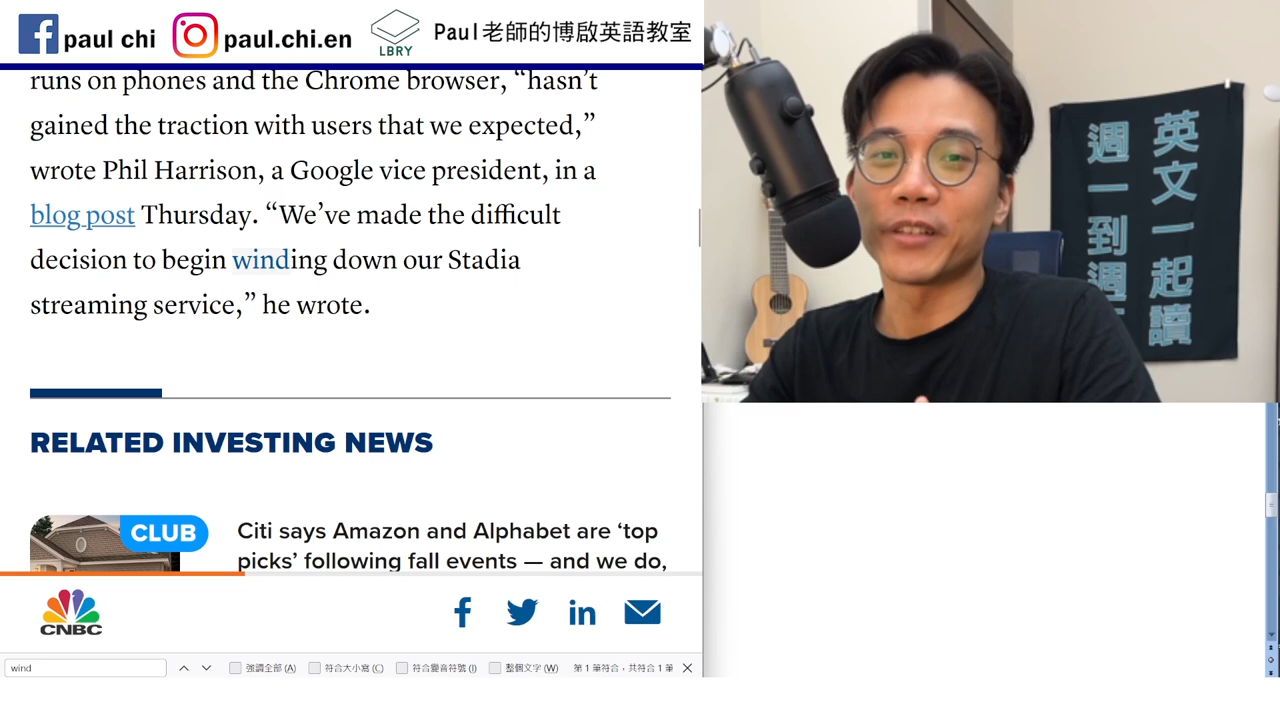 paul chi
paul.chi.en
LBRY
Paul老師的博啟英語教室
runs on phones and the Chrome browser, “hasn’t
gained the traction with users that we expected,”
wrote Phil Harrison, a Google vice president, in a
blog post Thursday. “We’ve made the difficult
decision to begin winding down our Stadia
streaming service,” he wrote.
RELATED INVESTING NEWS
CLUB
Citi says Amazon and Alphabet are ‘top
picks’ following fall events — and we do,
CNBC
wind
強調全部 (A)
符合大小寫 (C)
符合變音符號 (I)
整個文字 (W)
第 1 筆符合，共符合 1 筆
英文一起讀
週一到週